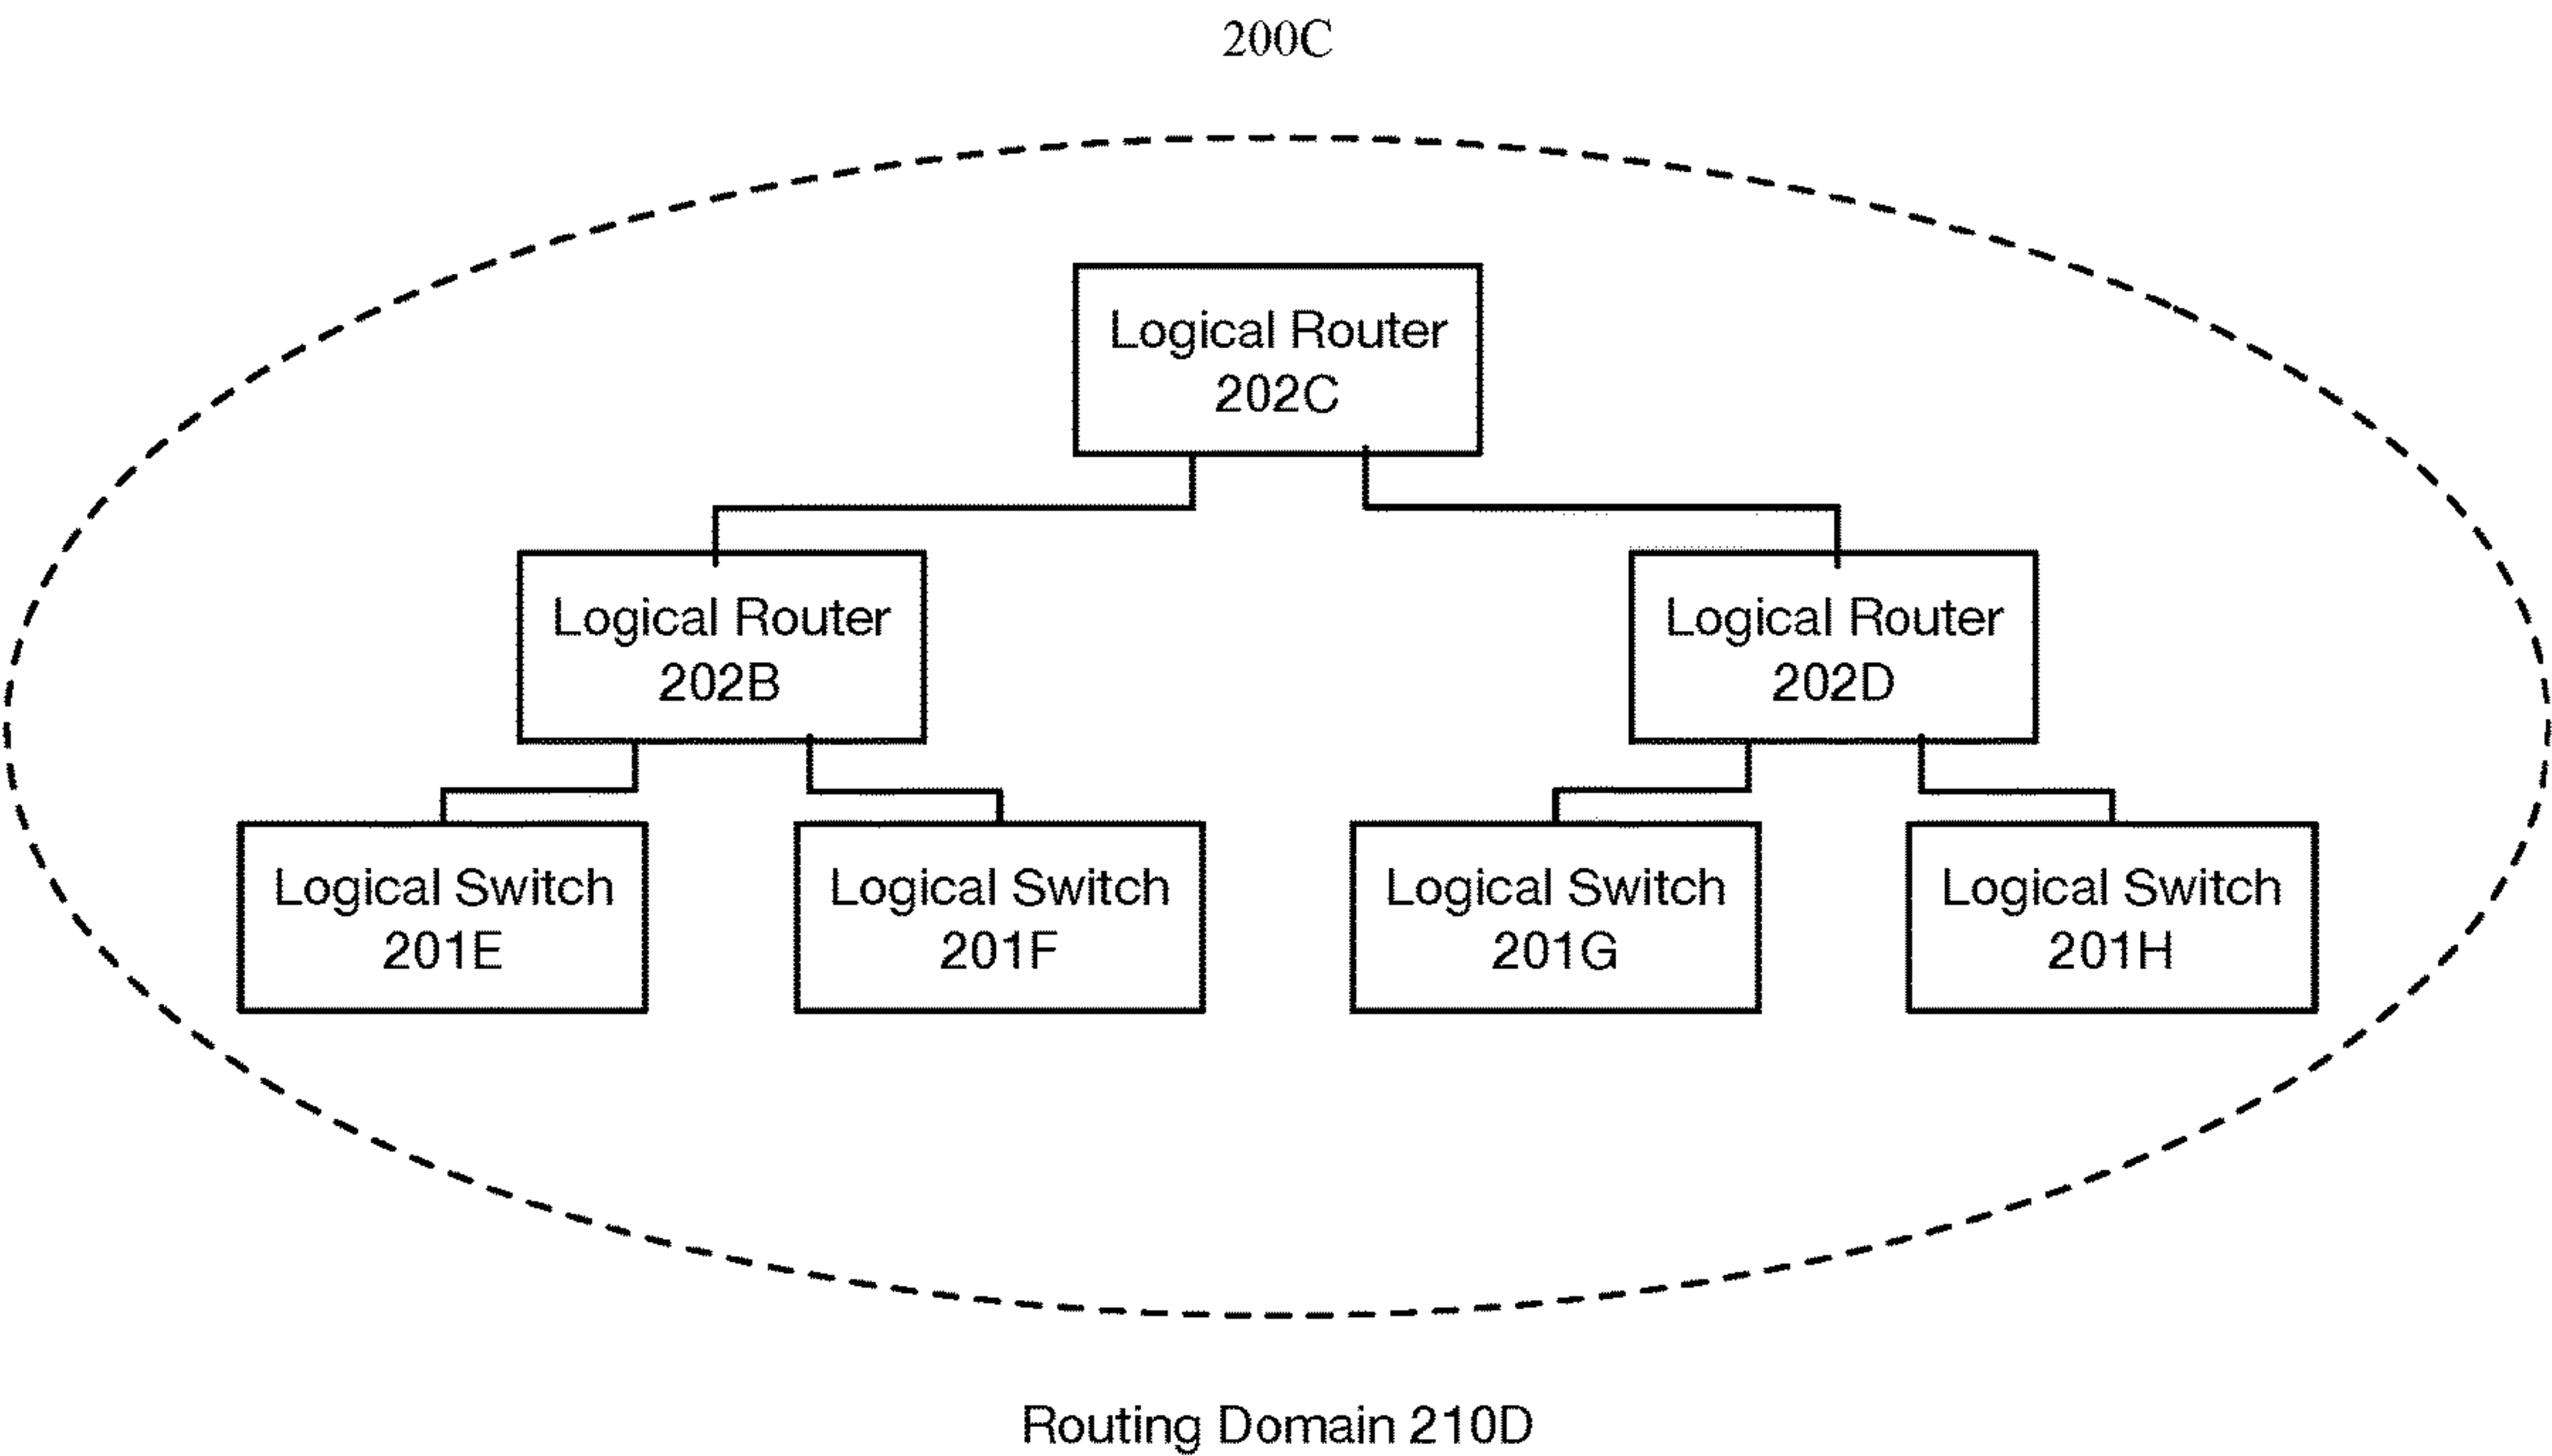 200C
Logical Router
202C
Logical Router
202B
Logical Router
202D
Logical Switch
201E
Logical Switch
201F
Logical Switch
201G
Logical Switch
201H
Routing Domain 210D